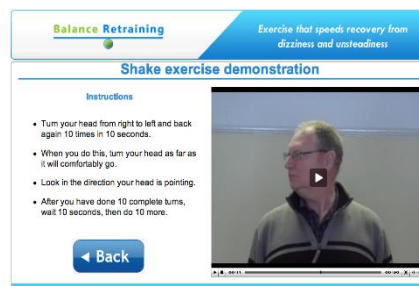 Balance Retraining
Exercise that speeds recovery from
dizziness and unsteadiness
Shake exercise demonstration
Instructions
• Turn your head from right to left and back
again 10 times in 10 seconds.
• When you do this, turn your head as far as
it will comfortably go.
• Look in the direction your head is pointing.
• After you have done 10 complete turns,
wait 10 seconds, then do 10 more.
Back